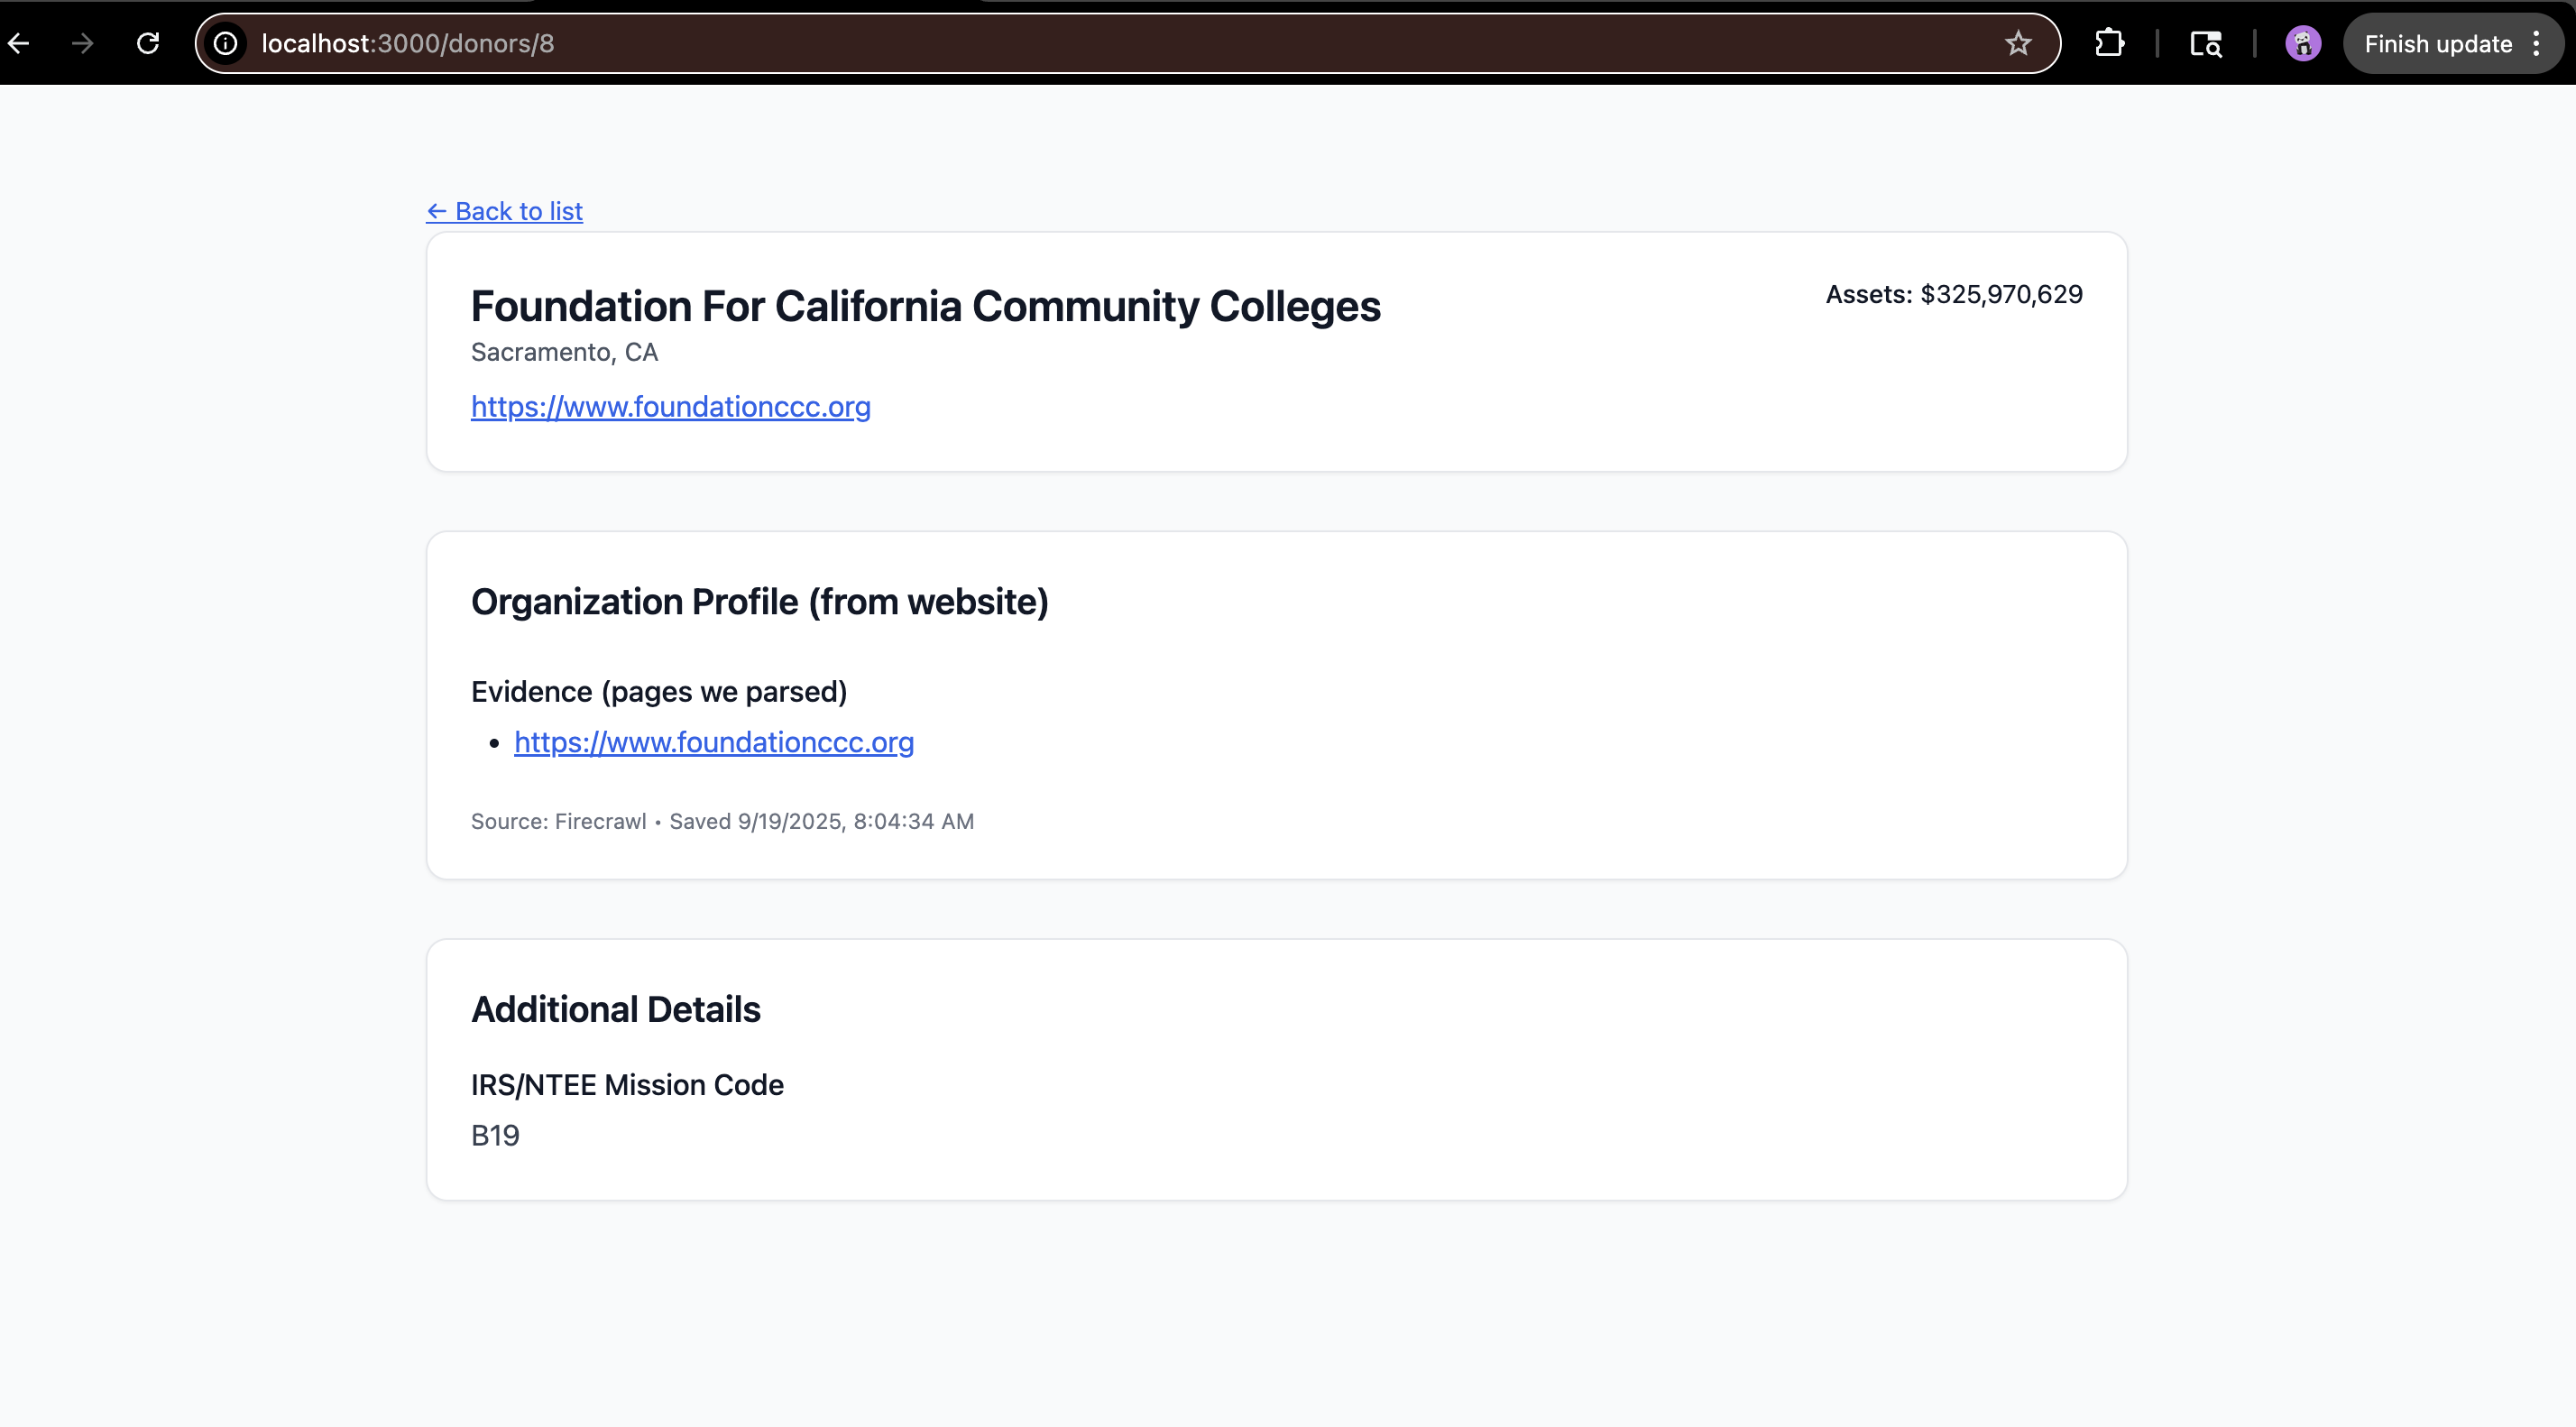 localhost:3000/donors/8
Finish update
← Back to list
Foundation For California Community Colleges
Assets: $325,970,629
Sacramento, CA
https://www.foundationccc.org
Organization Profile (from website)
Evidence (pages we parsed)
• https://www.foundationccc.org
Source: Firecrawl • Saved 9/19/2025, 8:04:34 AM
Additional Details
IRS/NTEE Mission Code
B19